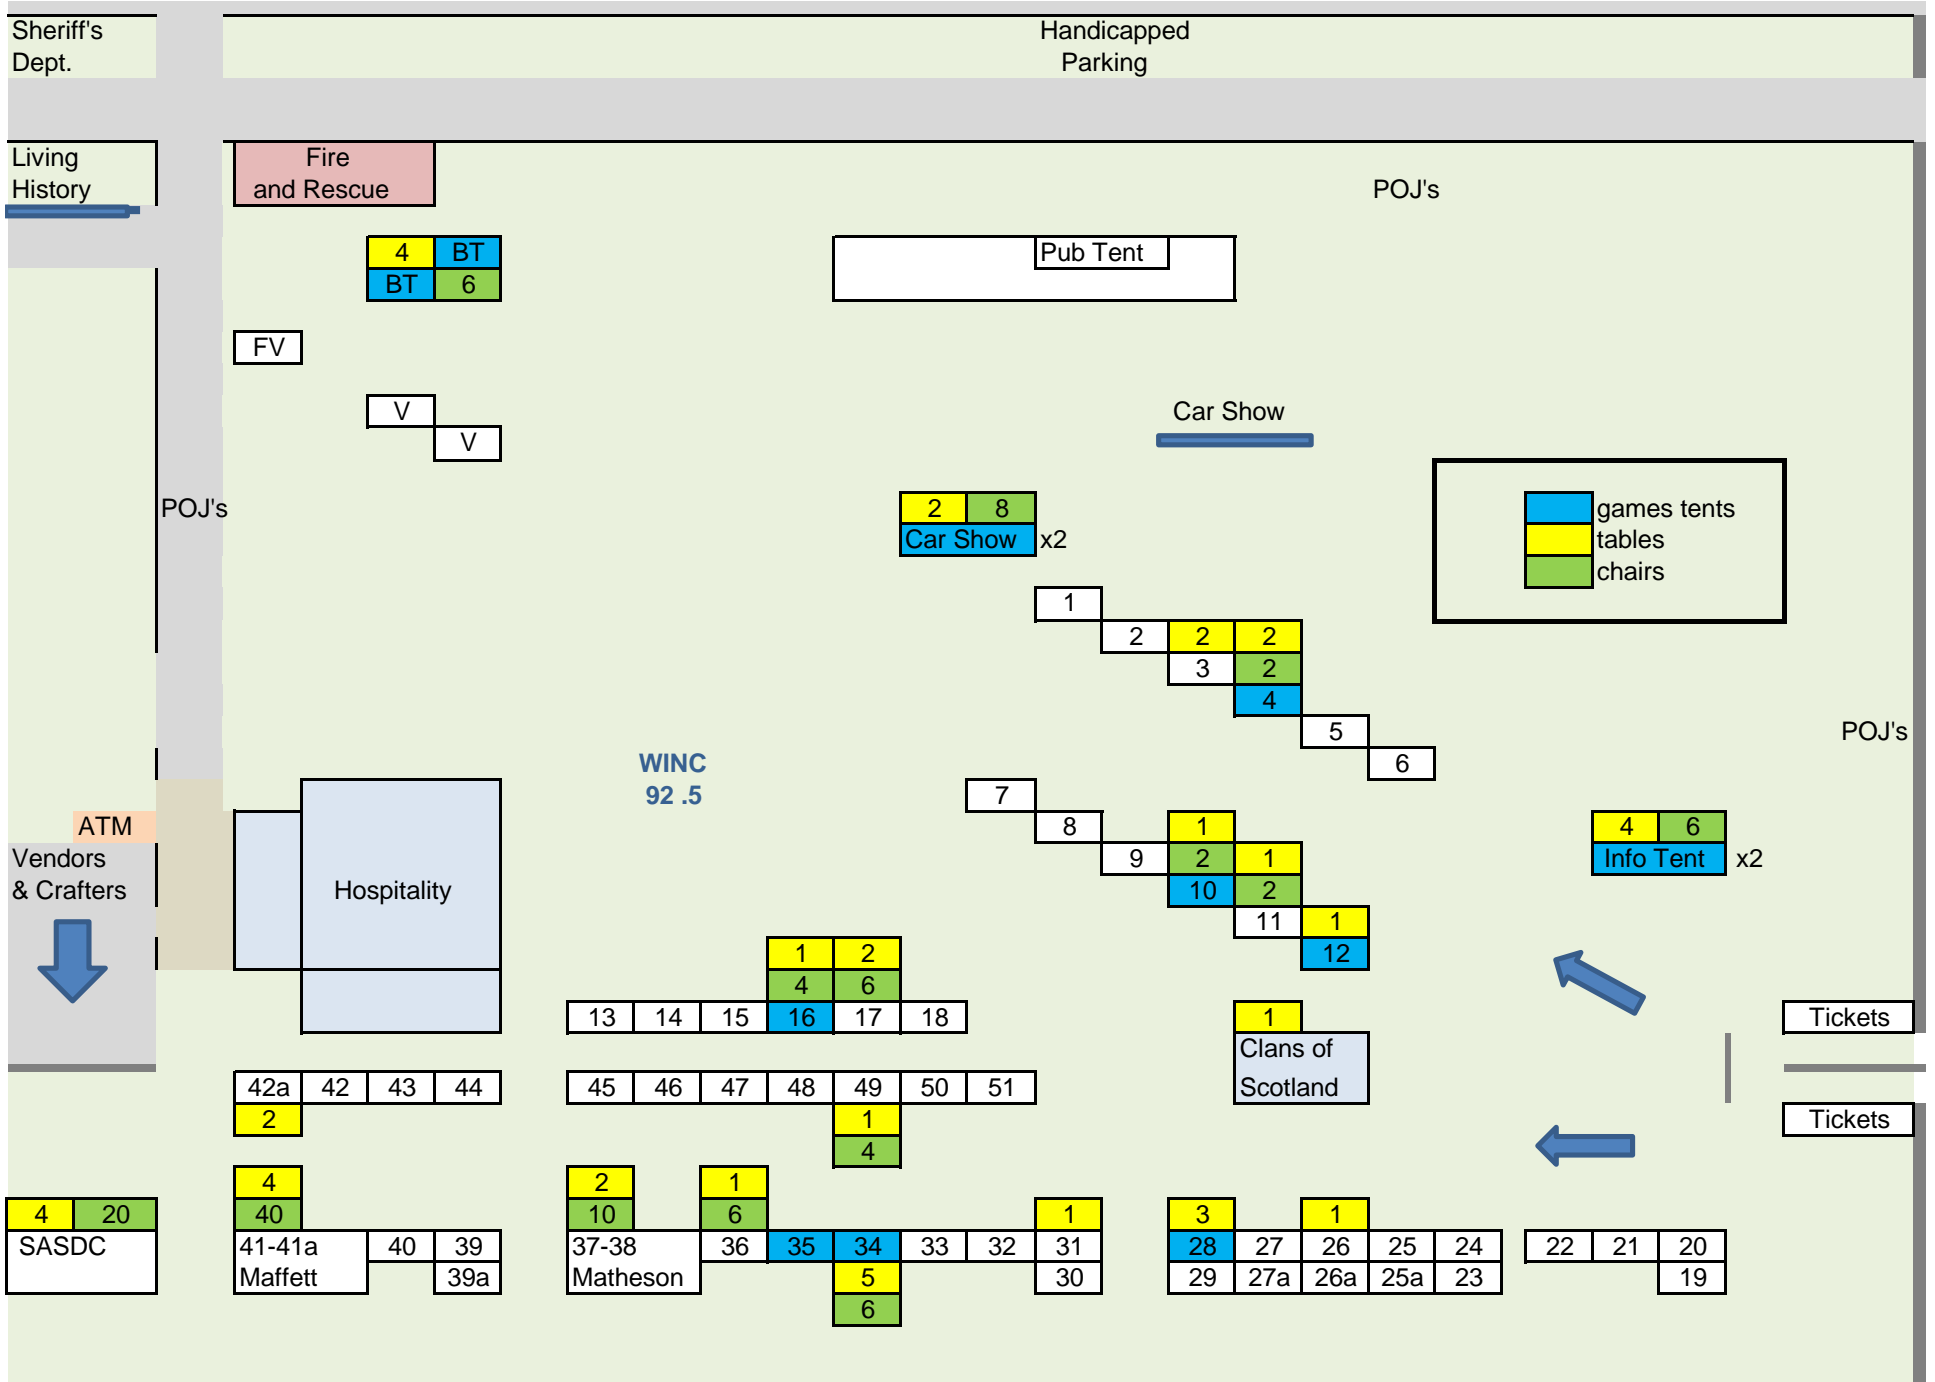 Sheriff's
Dept.
Handicapped
Parking
Living
History
Fire
and Rescue
POJ's
4 BT
BT 6
Pub Tent
FV
V
V
Car Show
POJ's
2 8
Car Show x2
games tents
tables
chairs
1
2 2 2
3 2
4
5
6
POJ's
WINC
92 .5
7
ATM
8 1
4 6
Vendors
& Crafters
Hospitality
9 2 1
Info Tent x2
10 2
11 1
12
1 2
4 6
13 14 15 16 17 18
1
Clans of
Scotland
Tickets
42a 42 43 44
45 46 47 48 49 50 51
2
1
4
Tickets
4
2 1
4 20
40
10 6
1
3 1
SASDC
41-41a 40 39
Maffett 39a
37-38 36 35 34 33 32 31
Matheson 5 30
6
28 27 26 25 24
29 27a 26a 25a 23
22 21 20
19